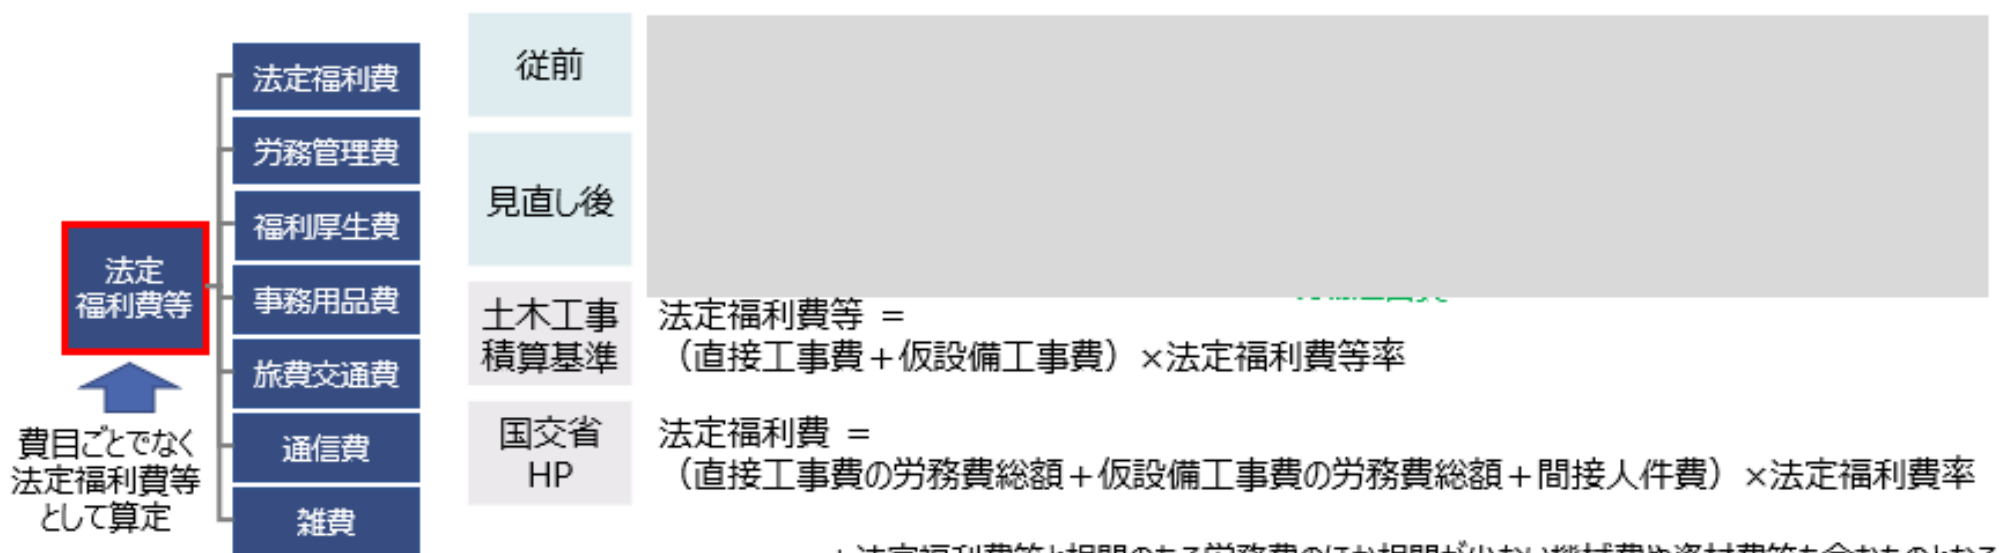 法定福利費
労務管理費
福利厚生費
事務用品費
旅費交通費
通信費
雑費
法定
福利費等
費目ごとでなく
法定福利費等
として算定
従前
見直し後
土木工事
積算基準
法定福利費等 =
(直接工事費+仮設備工事費)×法定福利費等率
国交省
HP
法定福利費 =
(直接工事費の労務費総額+仮設備工事費の労務費総額+間接人件費)×法定福利費率